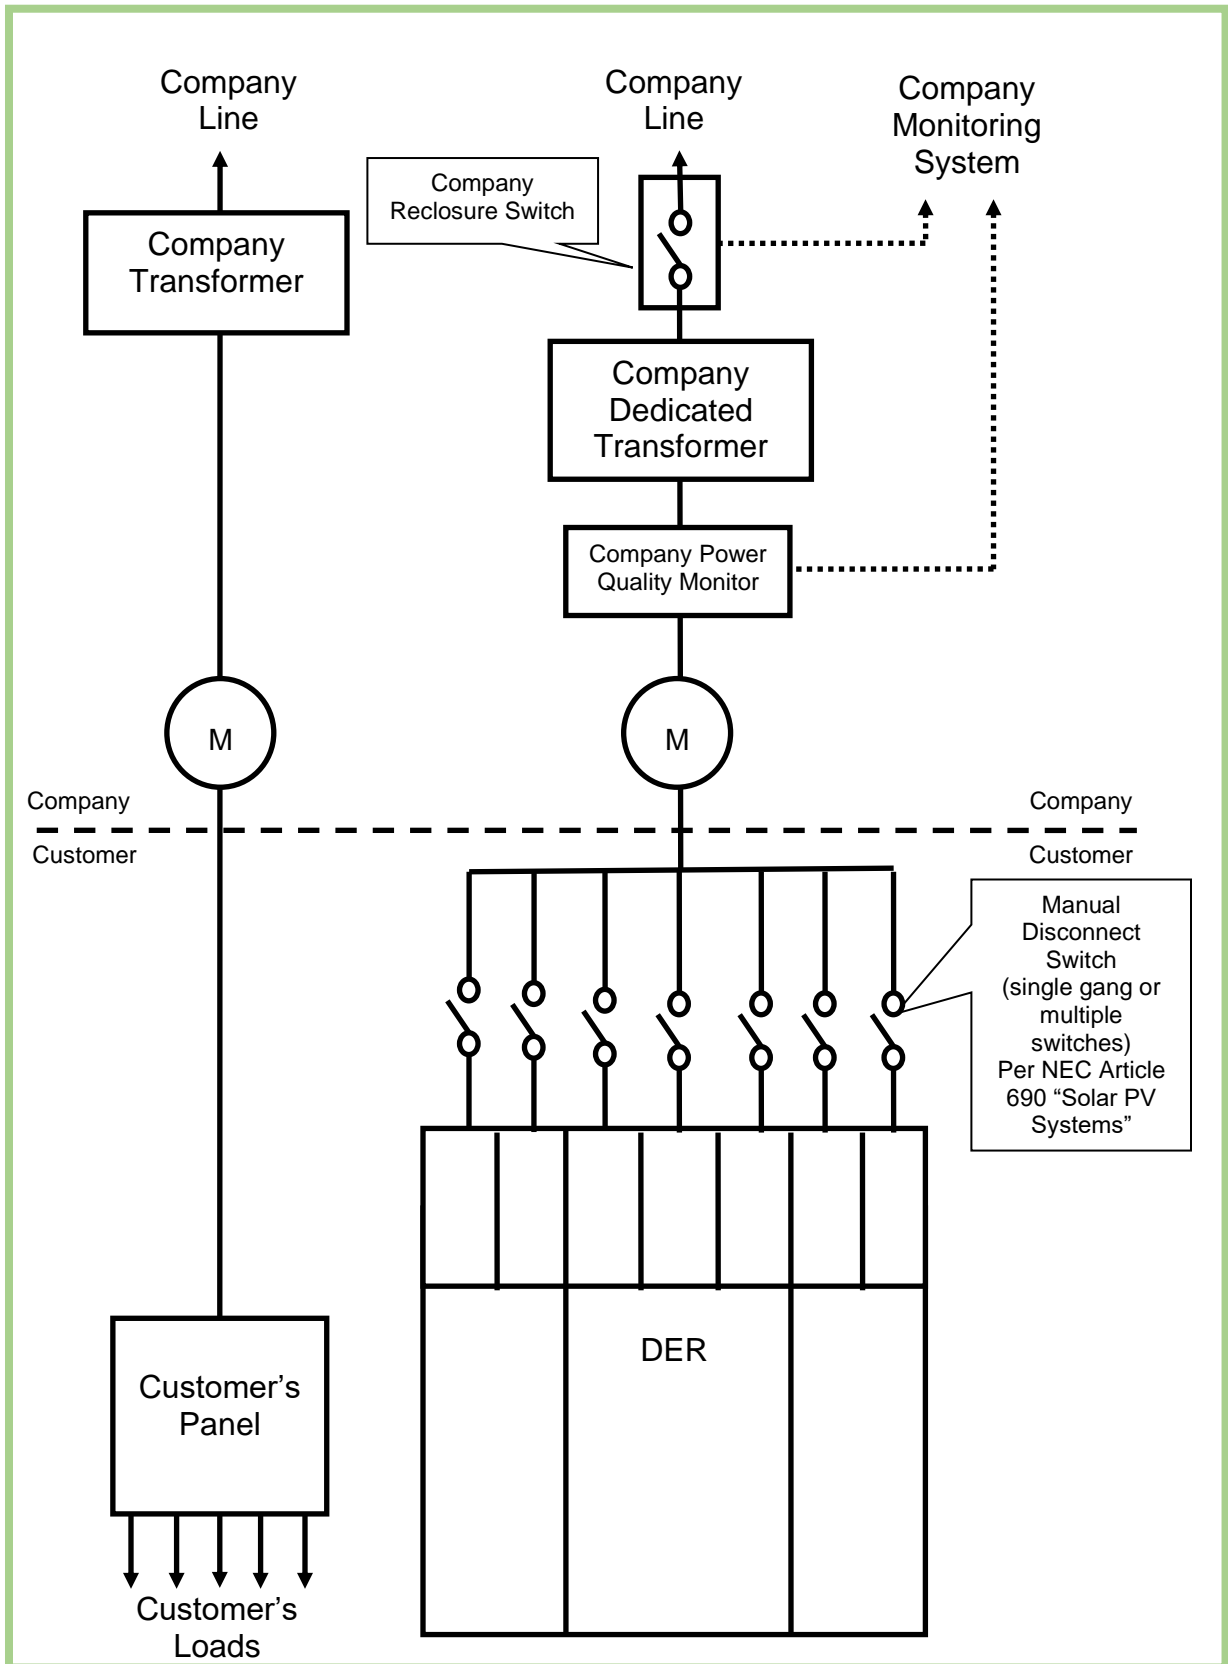 Company
Line
Company
Line
Company
Monitoring
System
Company
Reclosure Switch
Company
Transformer
Company
Dedicated
Transformer
Company Power
Quality Monitor
M
M
Company
Company
Customer
Customer
Manual
Disconnect
Switch
(single gang or
multiple
switches)
Per NEC Article
690 “Solar PV
Systems”
DER
Customer’s
Panel
Customer’s
Loads